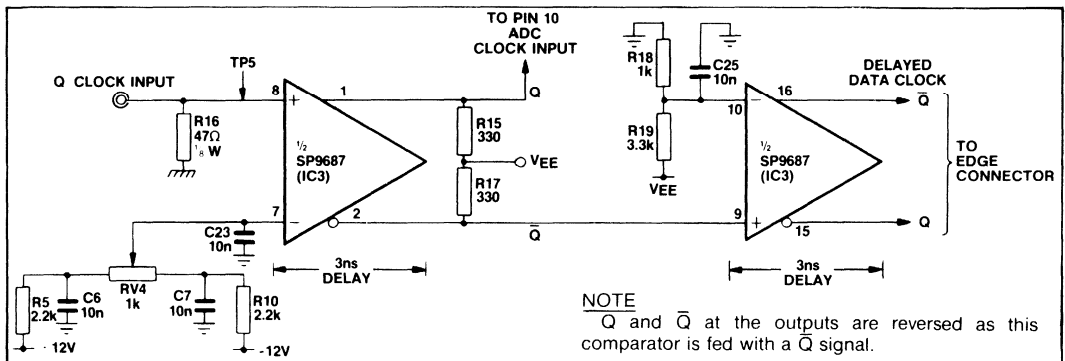 TO PIN 10
ADC
CLOCK INPUT
Q CLOCK INPUT
TP5
8
+
1
Q
R16
47Ω
⅛ W
½
SP9687
(IC3)
R15
330
VEE
R17
330
7
−
2
Q̅
C23
10n
3ns
DELAY
RV4
1k
R5
2.2k
C6
10n
C7
10n
R10
2.2k
- 12V
-12V
R18
1k
C25
10n
R19
3.3k
VEE
10
−
16
½
SP9687
(IC3)
9
+
15
DELAYED
DATA CLOCK
Q̅
TO
EDGE
CONNECTOR
Q
3ns
DELAY
NOTE
Q and Q̅ at the outputs are reversed as this
comparator is fed with a Q̅ signal.